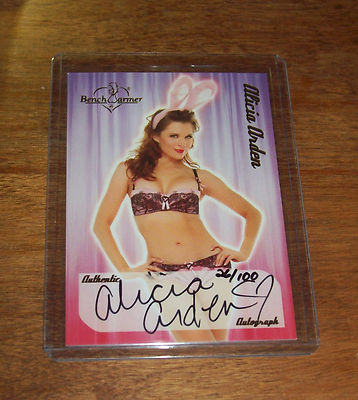 BenchWarmer
Alicia Arden
Authentic
26/100
Alicia
Arden
Autograph